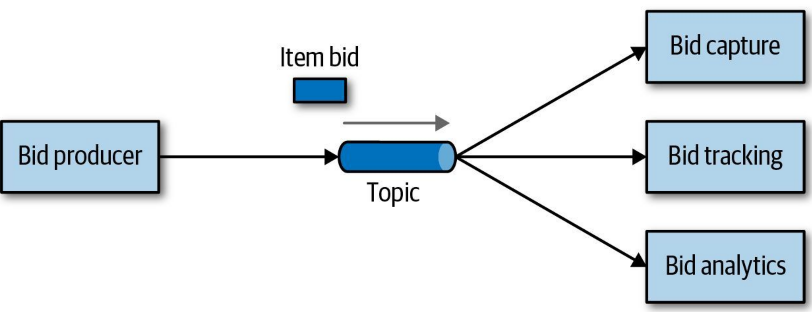 Item bid
Bid producer
Topic
Bid capture
Bid tracking
Bid analytics